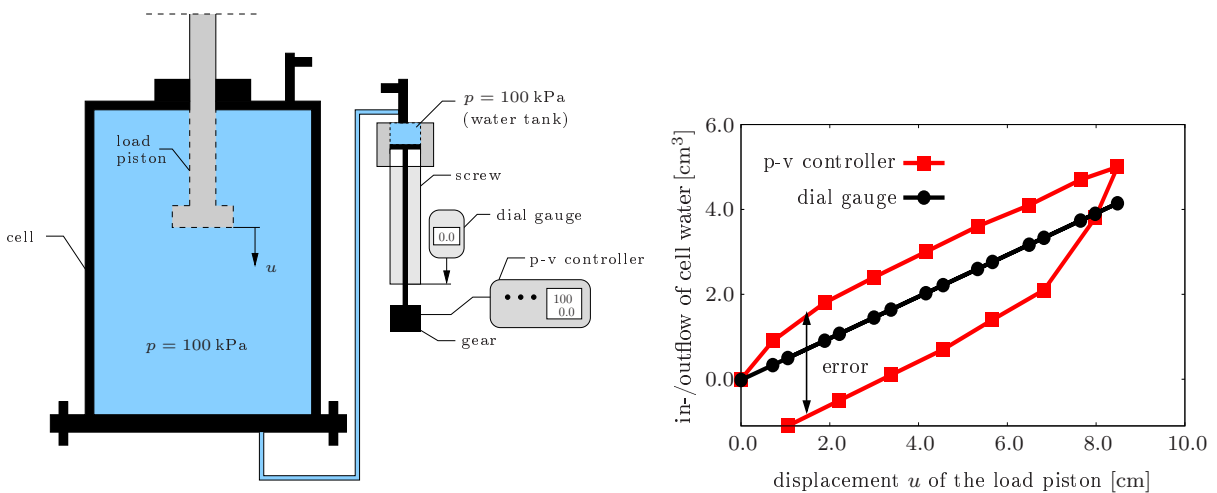 load
piston
cell
u
p = 100 kPa
p = 100 kPa
(water tank)
screw
dial gauge
0.0
p-v controller
100
0.0
gear
in-/outflow of cell water [cm³]
6.0
4.0
2.0
0.0
p-v controller
dial gauge
error
0.0 2.0 4.0 6.0 8.0 10.0
displacement u of the load piston [cm]